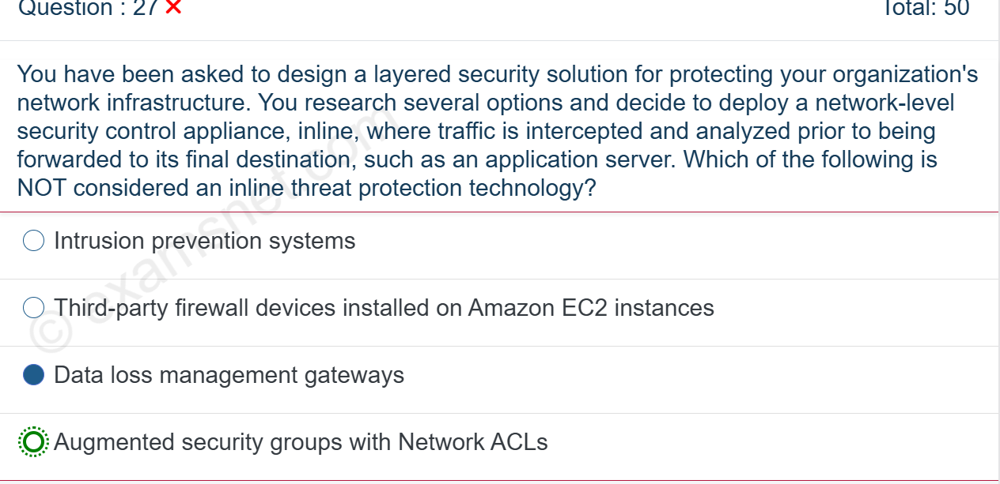 Question : 27 ❌ Total: 50
You have been asked to design a layered security solution for protecting your organization's
network infrastructure. You research several options and decide to deploy a network-level
security control appliance, inline, where traffic is intercepted and analyzed prior to being
forwarded to its final destination, such as an application server. Which of the following is
NOT considered an inline threat protection technology?
Intrusion prevention systems
Third-party firewall devices installed on Amazon EC2 instances
Data loss management gateways
Augmented security groups with Network ACLs
© examsnet.com